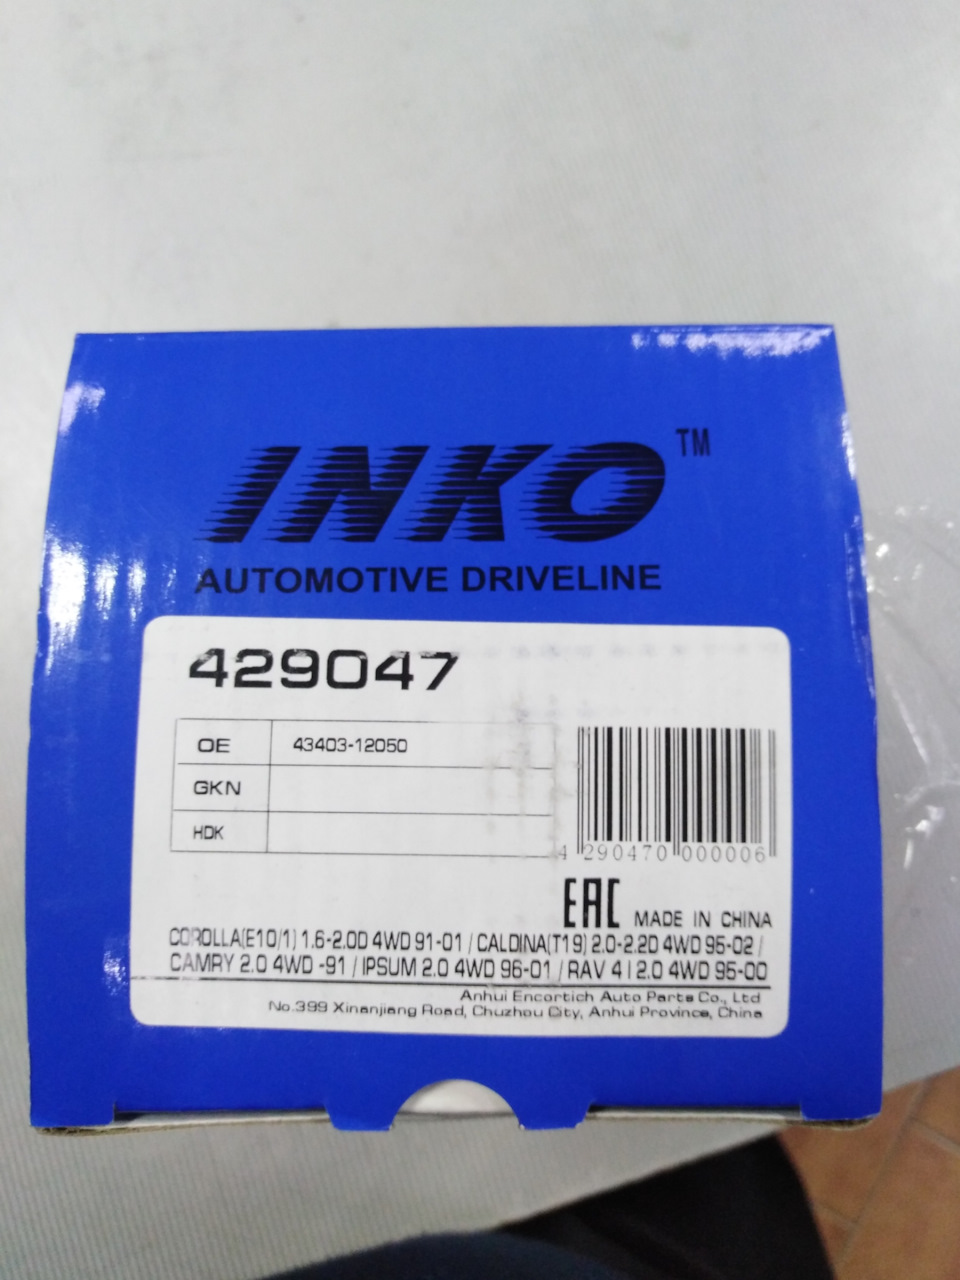 INKO™
AUTOMOTIVE DRIVELINE
429047
OE 43403-12050
GKN
HDK
4 290470 000006
EAC MADE IN CHINA
COROLLA(E10/1) 1.6-2.0D 4WD 91-01 / CALDINA(T19) 2.0-2.2D 4WD 95-02 /
CAMRY 2.0 4WD -91 / IPSUM 2.0 4WD 96-01 / RAV 4 I 2.0 4WD 95-00
Anhui Encortich Auto Parts Co., Ltd
No.399 Xinanjiang Road, Chuzhou City, Anhui Province, China